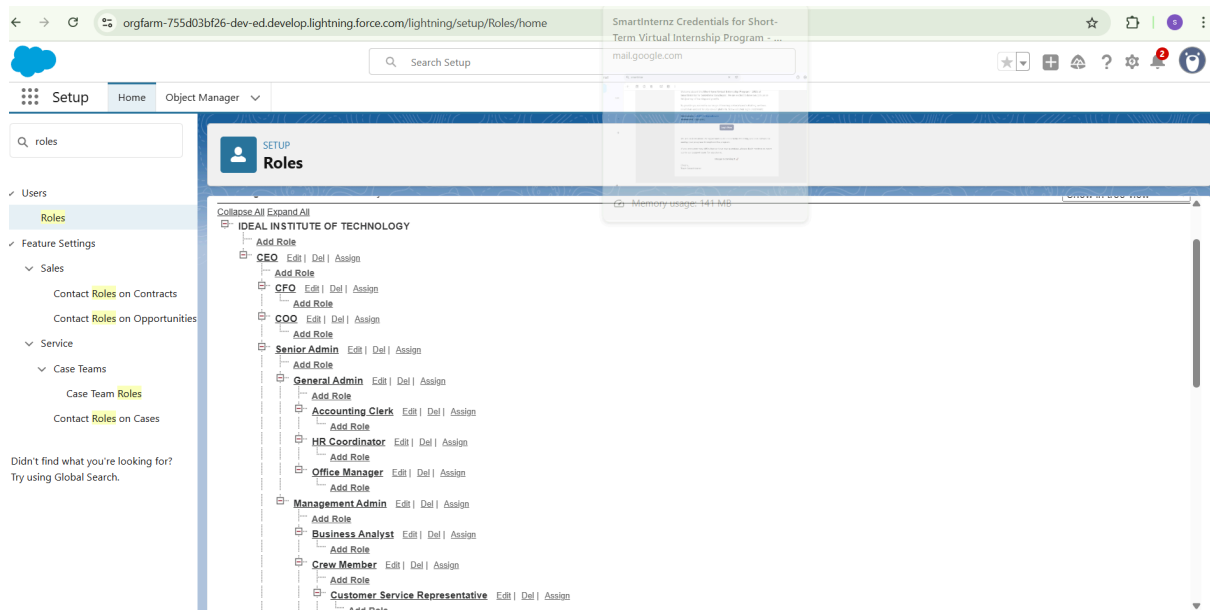 orgfarm-755d03bf26-dev-ed.develop.lightning.force.com/lightning/setup/Roles/home
SmartInternz Credentials for Short-
Term Virtual Internship Program - ...
mail.google.com
Memory usage: 141 MB
S
Search Setup
2
Setup
Home
Object Manager
roles
Users
Roles
Feature Settings
Sales
Contact Roles on Contracts
Contact Roles on Opportunities
Service
Case Teams
Case Team Roles
Contact Roles on Cases
Didn't find what you're looking for?
Try using Global Search.
SETUP
Roles
Collapse All Expand All
IDEAL INSTITUTE OF TECHNOLOGY
Add Role
CEO Edit | Del | Assign
Add Role
CFO Edit | Del | Assign
Add Role
COO Edit | Del | Assign
Add Role
Senior Admin Edit | Del | Assign
Add Role
General Admin Edit | Del | Assign
Add Role
Accounting Clerk Edit | Del | Assign
Add Role
HR Coordinator Edit | Del | Assign
Add Role
Office Manager Edit | Del | Assign
Add Role
Management Admin Edit | Del | Assign
Add Role
Business Analyst Edit | Del | Assign
Add Role
Crew Member Edit | Del | Assign
Add Role
Customer Service Representative Edit | Del | Assign
Add Role